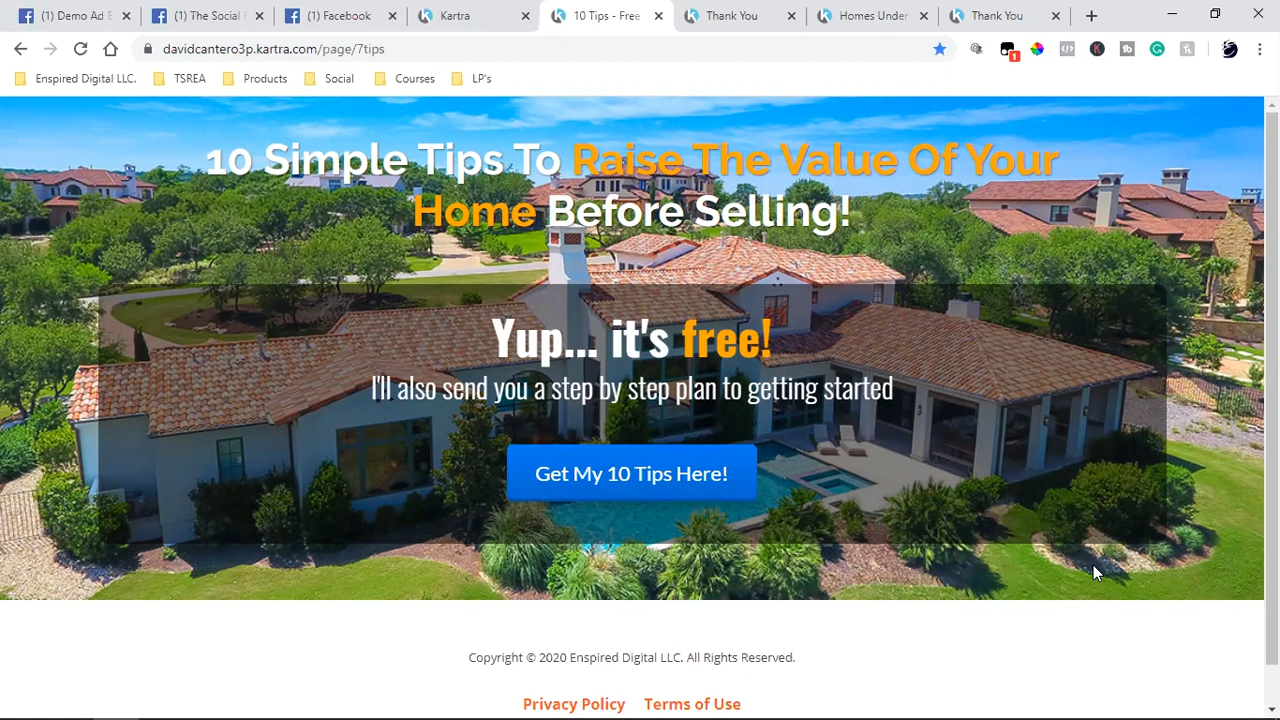 (1) Demo Ad E
(1) The Social
(1) Facebook
Kartra
10 Tips - Free
Thank You
Homes Under
Thank You
davidcantero3p.kartra.com/page/7tips
1
Enspired Digital LLC.
TSREA
Products
Social
Courses
LP's
10 Simple Tips To Raise The Value Of Your
Home Before Selling!
Yup... it's free!
I'll also send you a step by step plan to getting started
Get My 10 Tips Here!
Copyright © 2020 Enspired Digital LLC. All Rights Reserved.
Privacy Policy Terms of Use